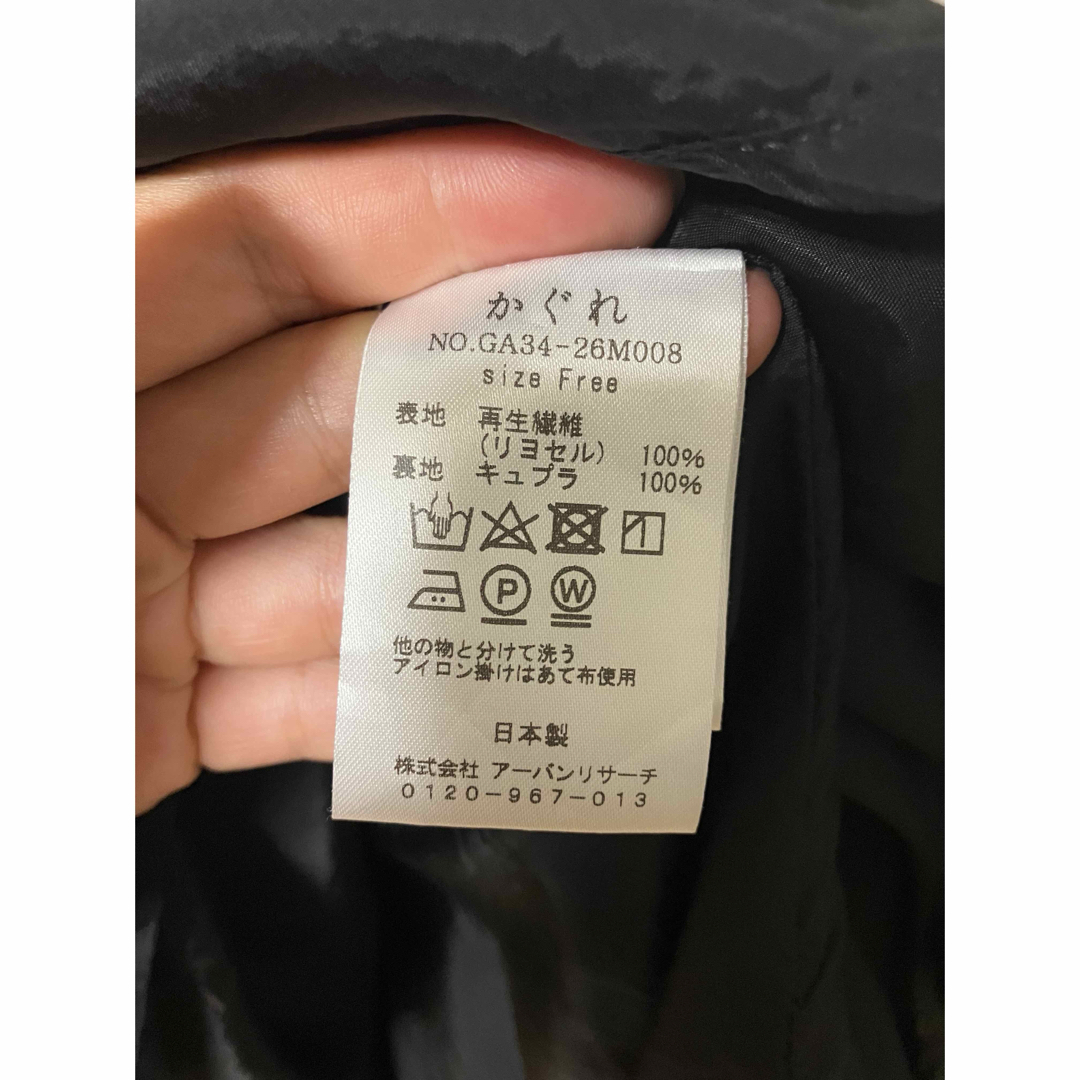 かぐれ
NO.GA34-26M008
size Free
表地 再生繊維
(リヨセル) 100%
裏地 キュプラ 100%
P W
他の物と分けて洗う
アイロン掛けはあて布使用
日本製
株式会社 アーバンリサーチ
0120-967-013